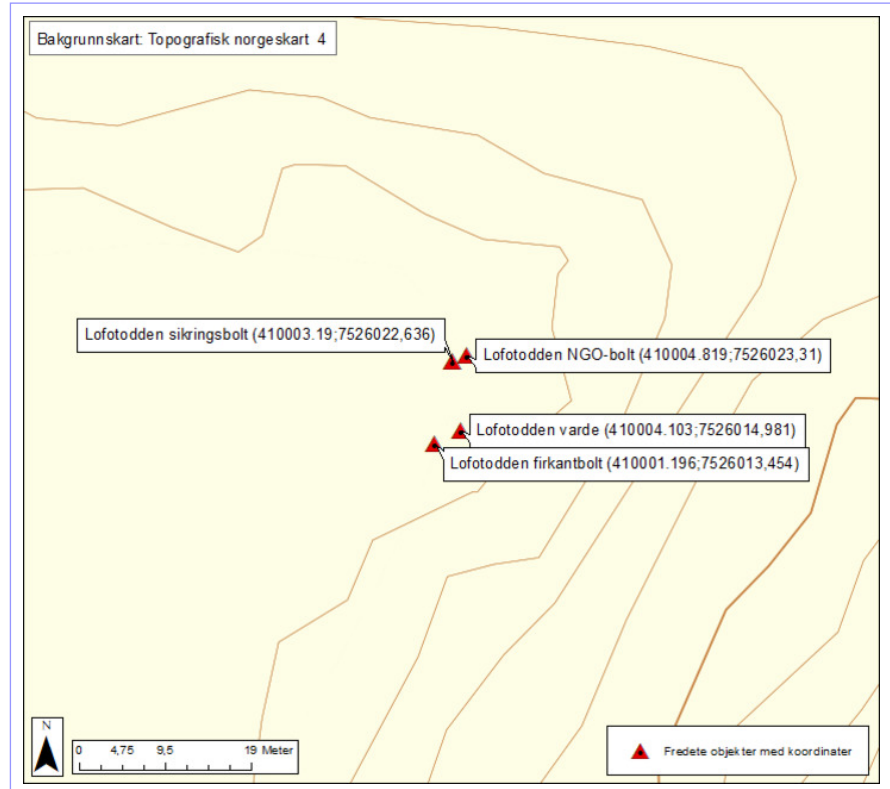 Bakgrunnskart: Topografisk norgeskart 4
Lofotodden sikringsbolt (410003.19;7526022,636)
Lofotodden NGO-bolt (410004.819;7526023,31)
Lofotodden varde (410004.103;7526014,981)
Lofotodden firkantbolt (410001.196;7526013,454)
N
0 4,75 9,5 19 Meter
Fredete objekter med koordinater